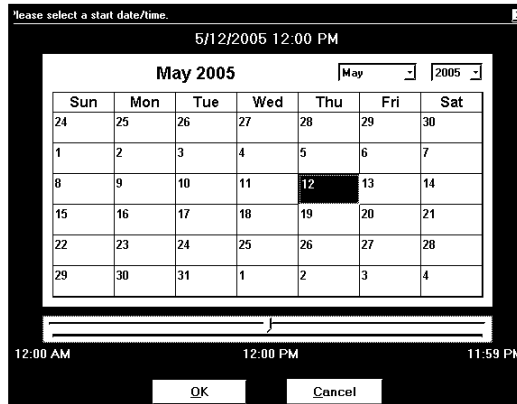 'lease select a start date/time.
5/12/2005 12:00 PM
May 2005 May 2005
Sun Mon Tue Wed Thu Fri Sat
24 25 26 27 28 29 30
1 2 3 4 5 6 7
8 9 10 11 12 13 14
15 16 17 18 19 20 21
22 23 24 25 26 27 28
29 30 31 1 2 3 4
12:00 AM 12:00 PM 11:59 PM
OK Cancel